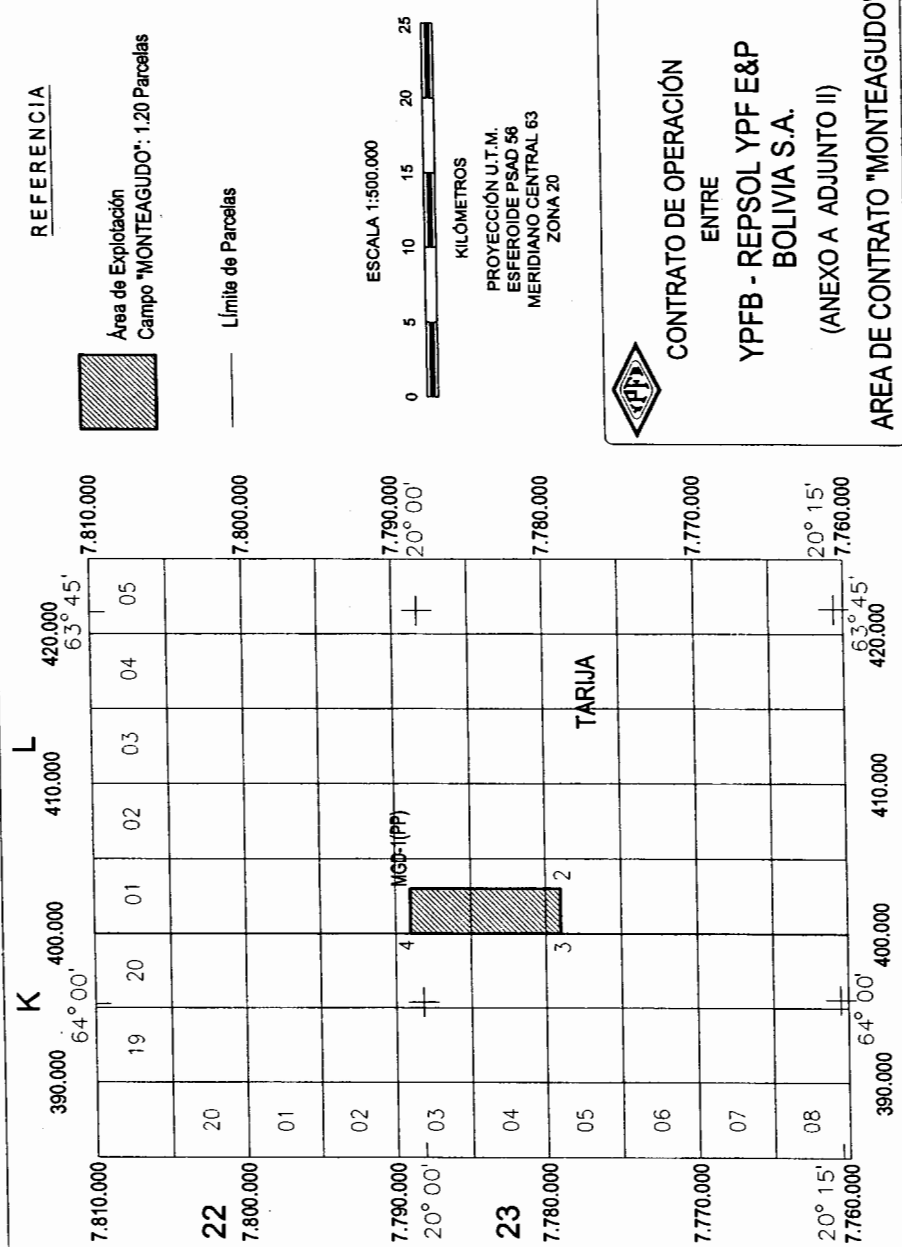 K L
390.000 400.000 410.000 420.000
64° 00' 63° 45'
7.810.000 19 20 01 02 03 04 05 7.810.000
20
22
7.800.000 7.800.000
01
02
MGD-1(PP)
7.790.000 7.790.000
20° 00' 4 20° 00'
03
23
04
7.780.000 7.780.000
05 3 2 TARIJA
06
7.770.000 7.770.000
07
08
20° 15' 20° 15'
7.760.000 7.760.000
64° 00' 63° 45'
390.000 400.000 410.000 420.000
REFERENCIA
Área de Explotación
Campo "MONTEAGUDO": 1.20 Parcelas
Límite de Parcelas
ESCALA 1:500.000
0 5 10 15 20 25
KILÓMETROS
PROYECCIÓN U.T.M.
ESFEROIDE PSAD 56
MERIDIANO CENTRAL 63
ZONA 20
YPFB
CONTRATO DE OPERACIÓN
ENTRE
YPFB - REPSOL YPF E&P
BOLIVIA S.A.
(ANEXO A ADJUNTO II)
AREA DE CONTRATO "MONTEAGUDO"